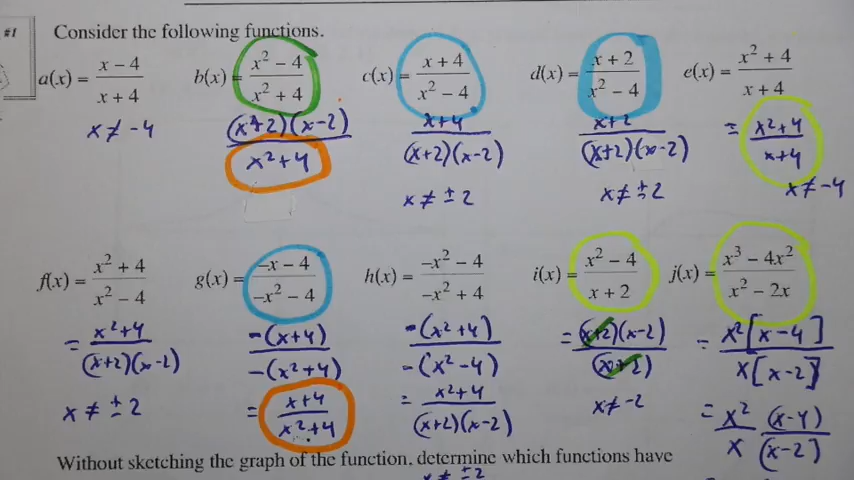 #1 Consider the following functions.
a(x) = (x − 4)/(x + 4)
b(x) = (x² − 4)/(x² + 4)
c(x) = (x + 4)/(x² − 4)
d(x) = (x + 2)/(x² − 4)
e(x) = (x² + 4)/(x + 4)
x ≠ −4
(x+2)(x−2)/(x²+4)
(x+4)/((x+2)(x−2))
x ≠ ±2
(x+2)/((x+2)(x−2))
x ≠ ±2
= (x²+4)/(x+4)
x ≠ −4
f(x) = (x² + 4)/(x² − 4)
g(x) = (−x − 4)/(−x² − 4)
h(x) = (−x² − 4)/(−x² + 4)
i(x) = (x² − 4)/(x + 2)
j(x) = (x³ − 4x²)/(x² − 2x)
= (x²+4)/((x+2)(x−2))
x ≠ ±2
−(x+4)/−(x²+4)
= (x+4)/(x²+4)
−(x²+4)/−(x²−4)
= (x²+4)/((x+2)(x−2))
x ≠ ±2
= (x+2)(x−2)/(x+2)
x ≠ −2
= x²[x−4]/x[x−2]
= x²/x (x−4)/(x−2)
Without sketching the graph of the function, determine which functions have